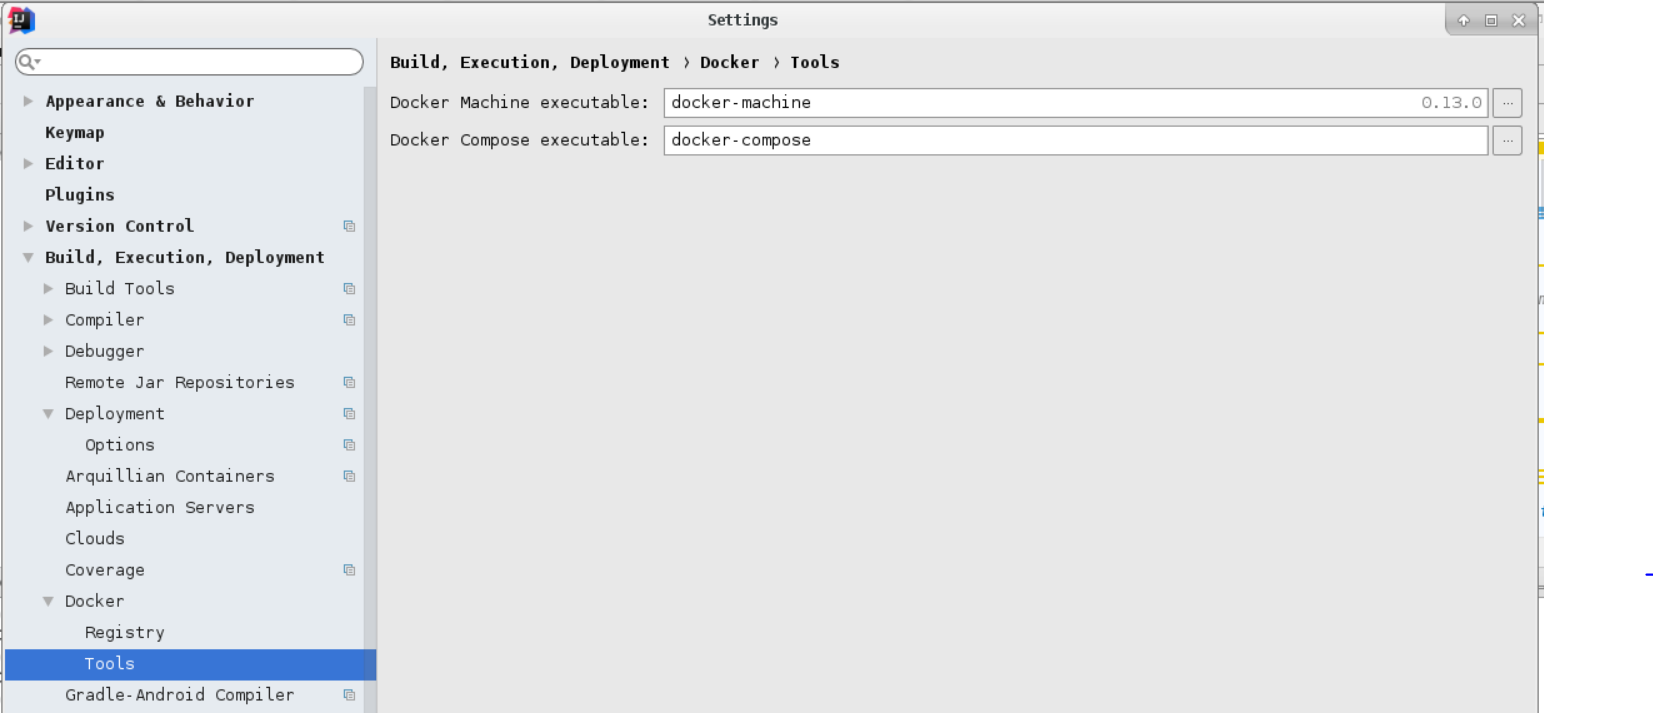 Settings
Build, Execution, Deployment › Docker › Tools
Docker Machine executable: docker-machine 0.13.0 ...
Docker Compose executable: docker-compose ...
Appearance & Behavior
Keymap
Editor
Plugins
Version Control
Build, Execution, Deployment
Build Tools
Compiler
Debugger
Remote Jar Repositories
Deployment
Options
Arquillian Containers
Application Servers
Clouds
Coverage
Docker
Registry
Tools
Gradle-Android Compiler